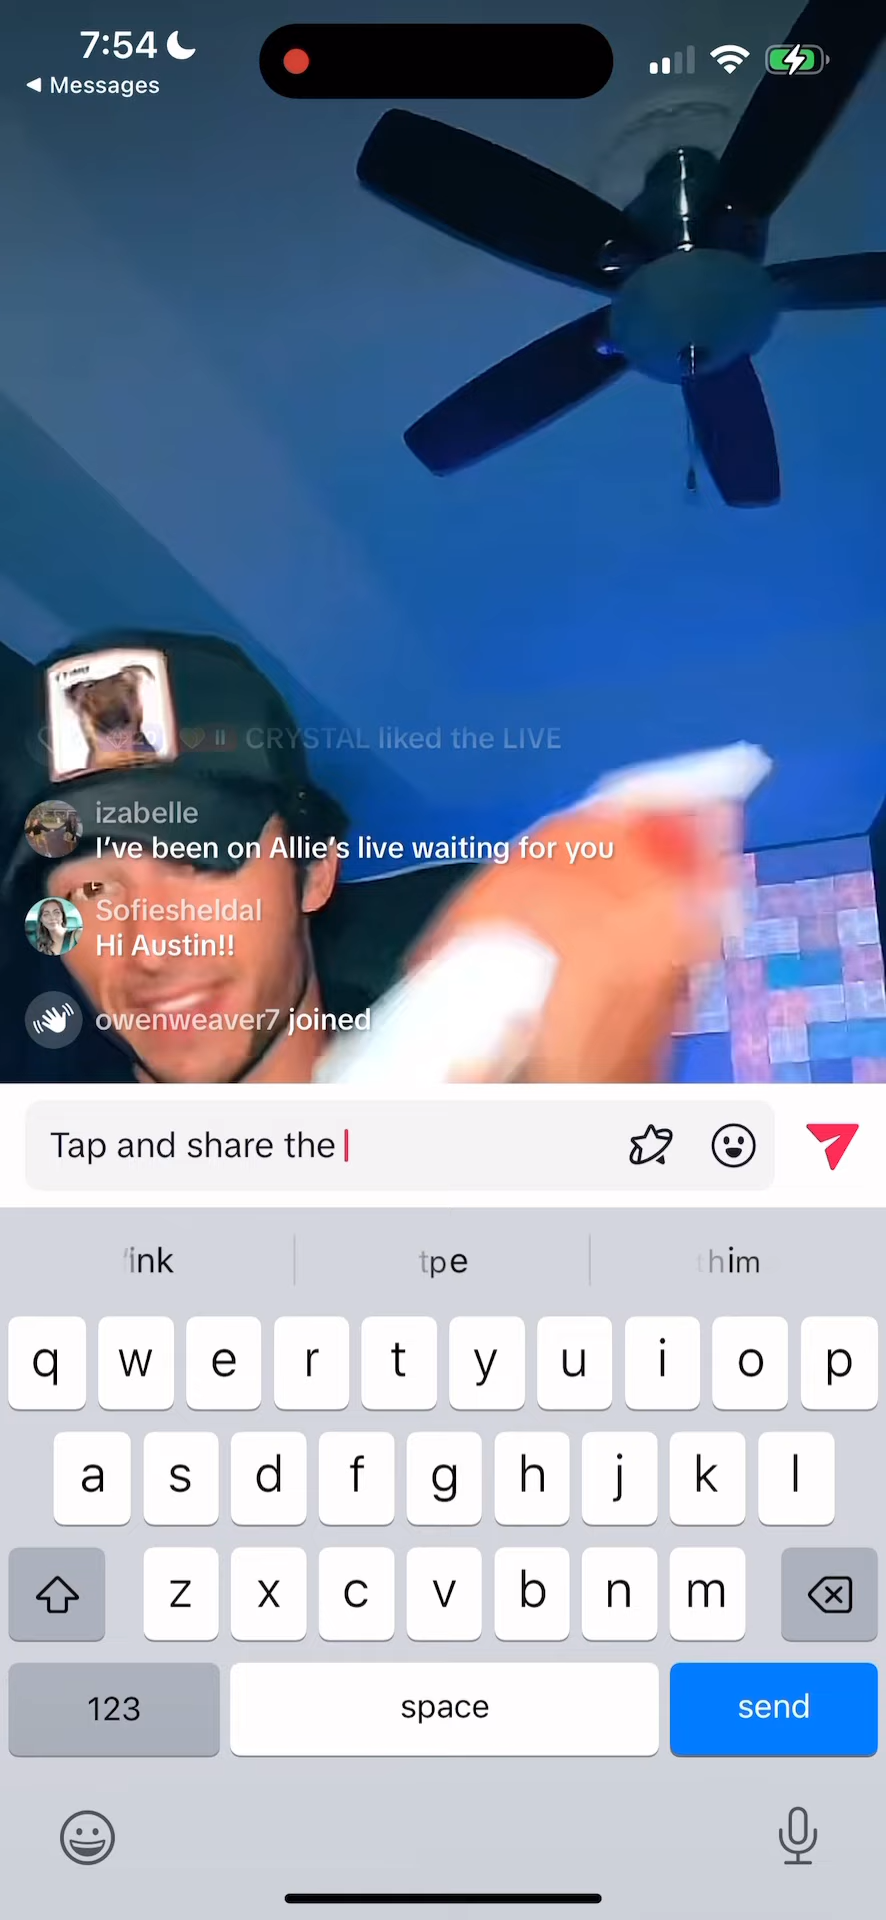 7:54
Messages
CRYSTAL liked the LIVE
izabelle
I've been on Allie's live waiting for you
Sofiesheldal
Hi Austin!!
owenweaver7 joined
Tap and share the
ink
tpe
him
q w e r t y u i o p
a s d f g h j k l
z x c v b n m
123 space send